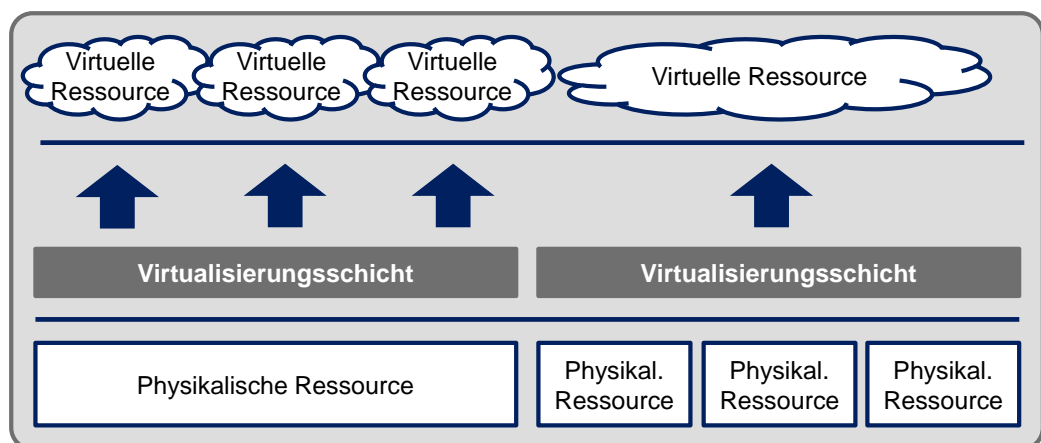 Virtuelle
Ressource
Virtuelle
Ressource
Virtuelle
Ressource
Virtuelle Ressource
Virtualisierungsschicht
Virtualisierungsschicht
Physikalische Ressource
Physikal.
Ressource
Physikal.
Ressource
Physikal.
Ressource